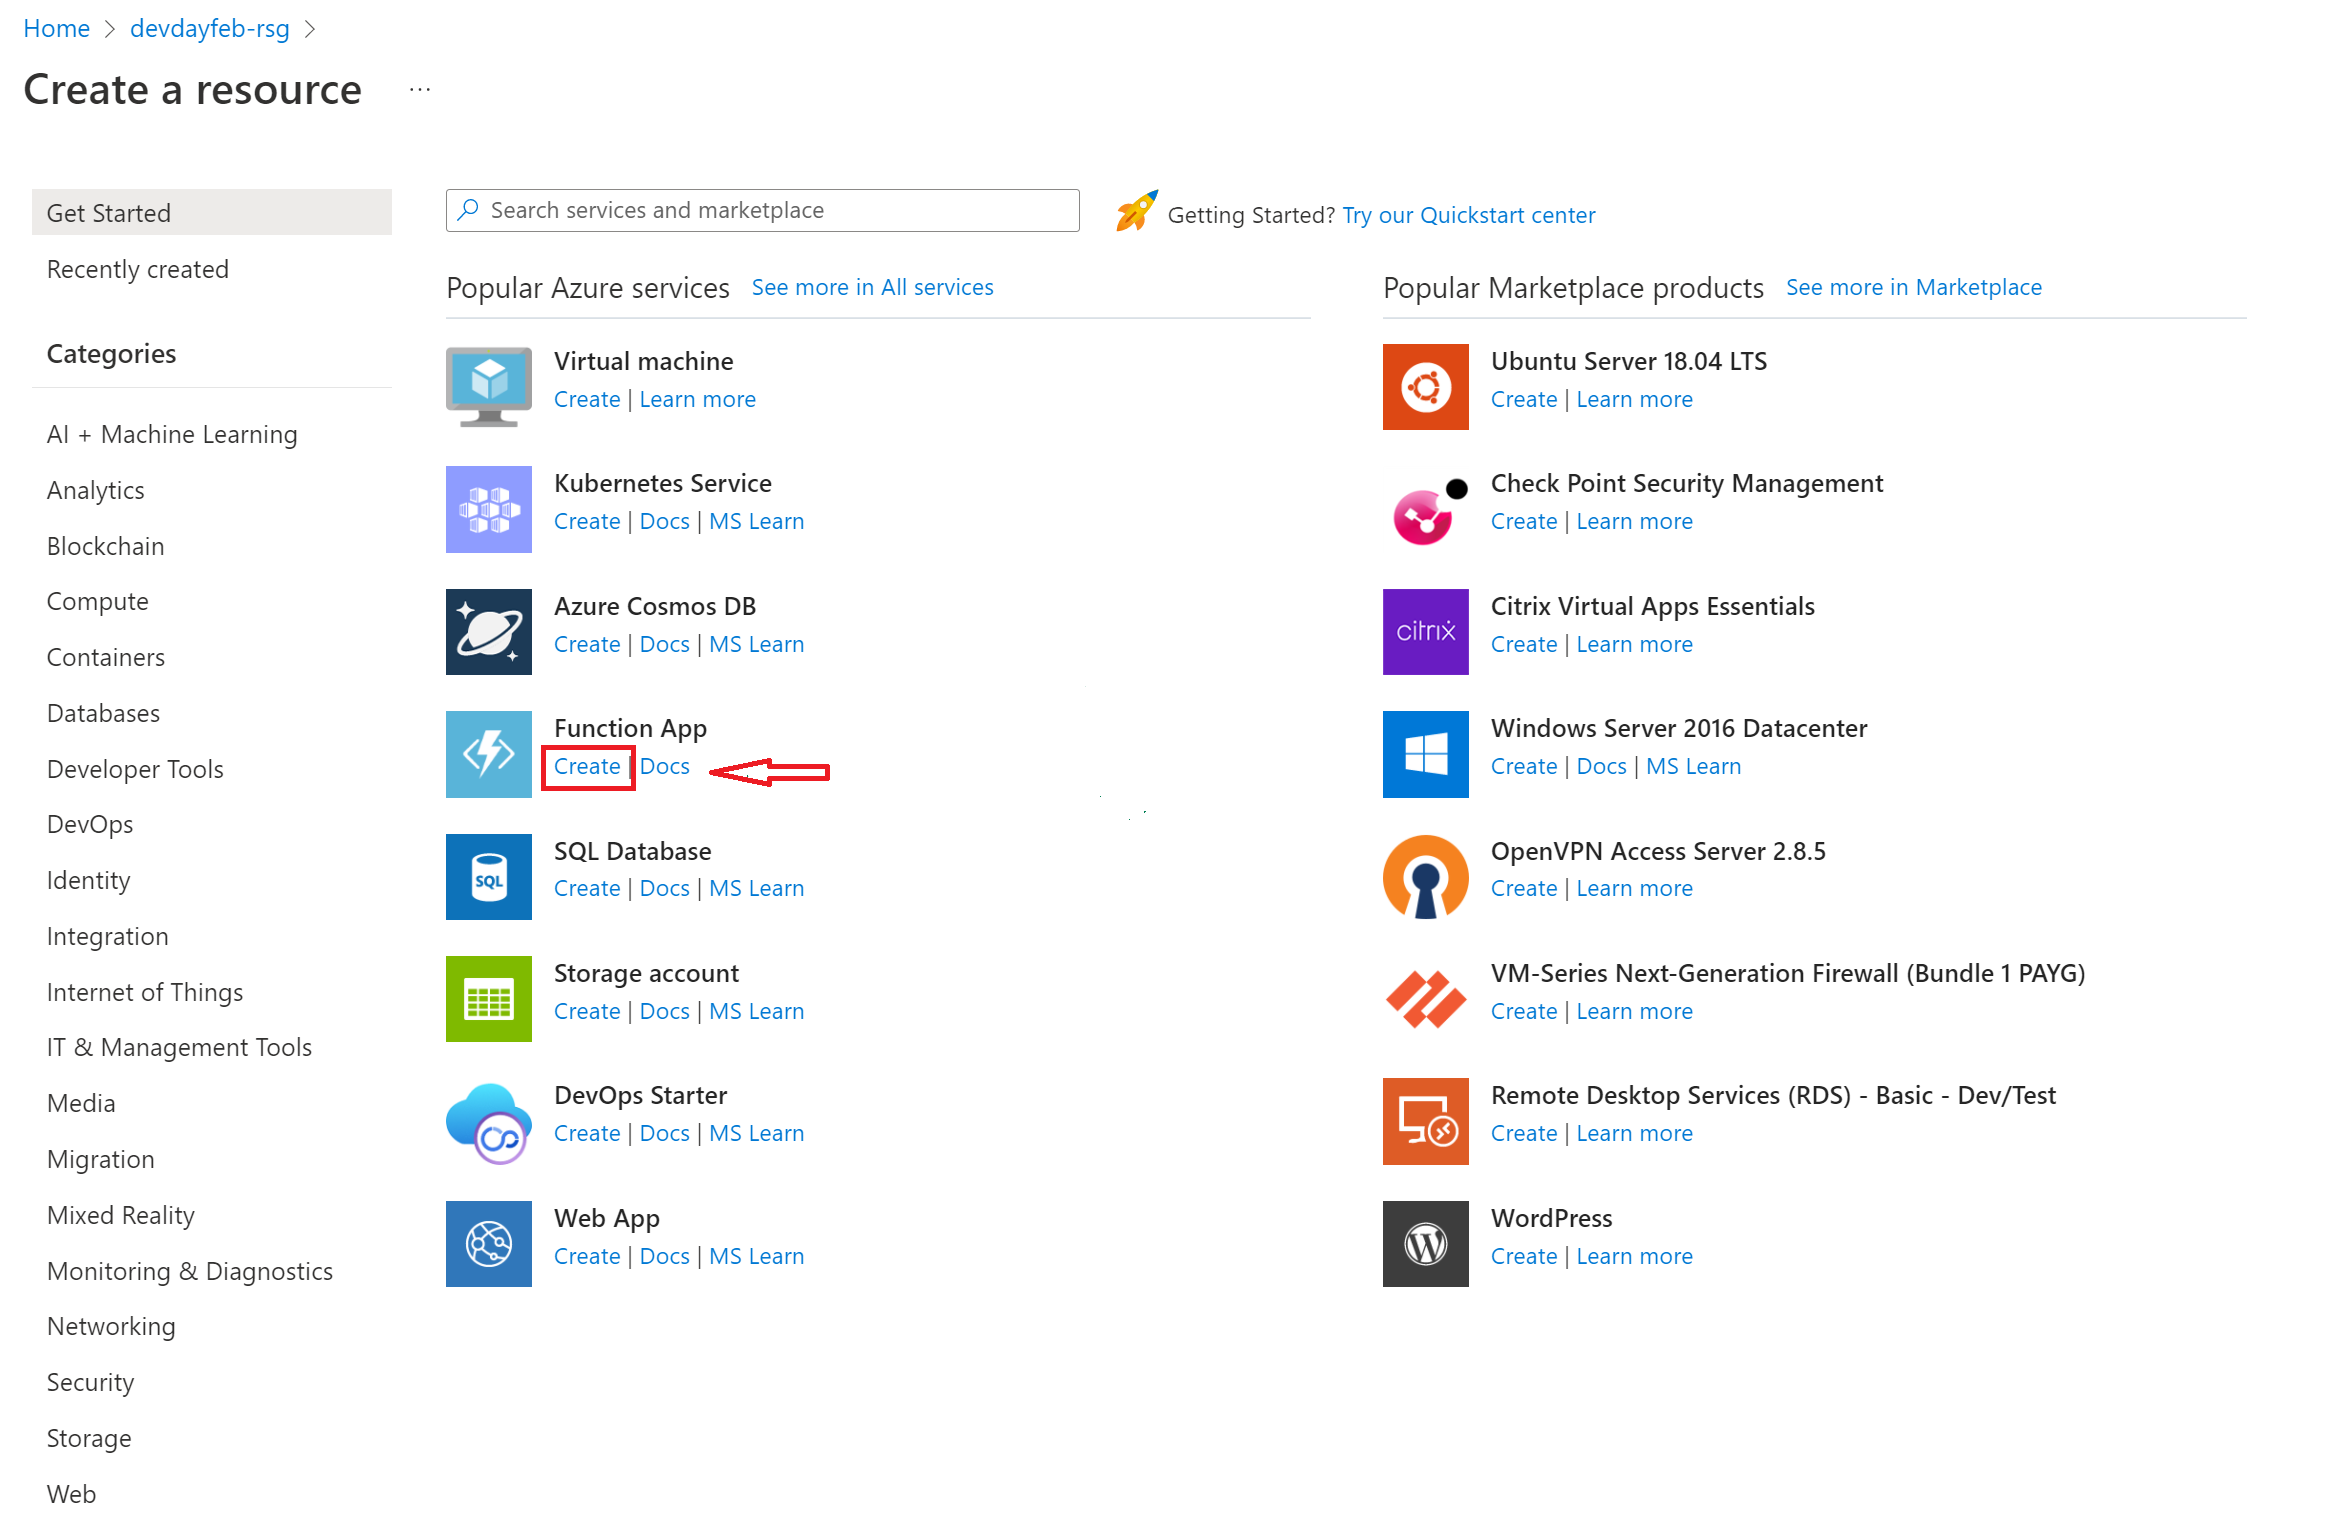 Home > devdayfeb-rsg >
Create a resource ...
Get Started
Recently created
Categories
AI + Machine Learning
Analytics
Blockchain
Compute
Containers
Databases
Developer Tools
DevOps
Identity
Integration
Internet of Things
IT & Management Tools
Media
Migration
Mixed Reality
Monitoring & Diagnostics
Networking
Security
Storage
Web
Search services and marketplace
Getting Started? Try our Quickstart center
Popular Azure services See more in All services
Virtual machine
Create | Learn more
Kubernetes Service
Create | Docs | MS Learn
Azure Cosmos DB
Create | Docs | MS Learn
Function App
Create | Docs
SQL
SQL Database
Create | Docs | MS Learn
Storage account
Create | Docs | MS Learn
DevOps Starter
Create | Docs | MS Learn
Web App
Create | Docs | MS Learn
Popular Marketplace products See more in Marketplace
Ubuntu Server 18.04 LTS
Create | Learn more
Check Point Security Management
Create | Learn more
citrix
Citrix Virtual Apps Essentials
Create | Learn more
Windows Server 2016 Datacenter
Create | Docs | MS Learn
OpenVPN Access Server 2.8.5
Create | Learn more
VM-Series Next-Generation Firewall (Bundle 1 PAYG)
Create | Learn more
Remote Desktop Services (RDS) - Basic - Dev/Test
Create | Learn more
WordPress
Create | Learn more